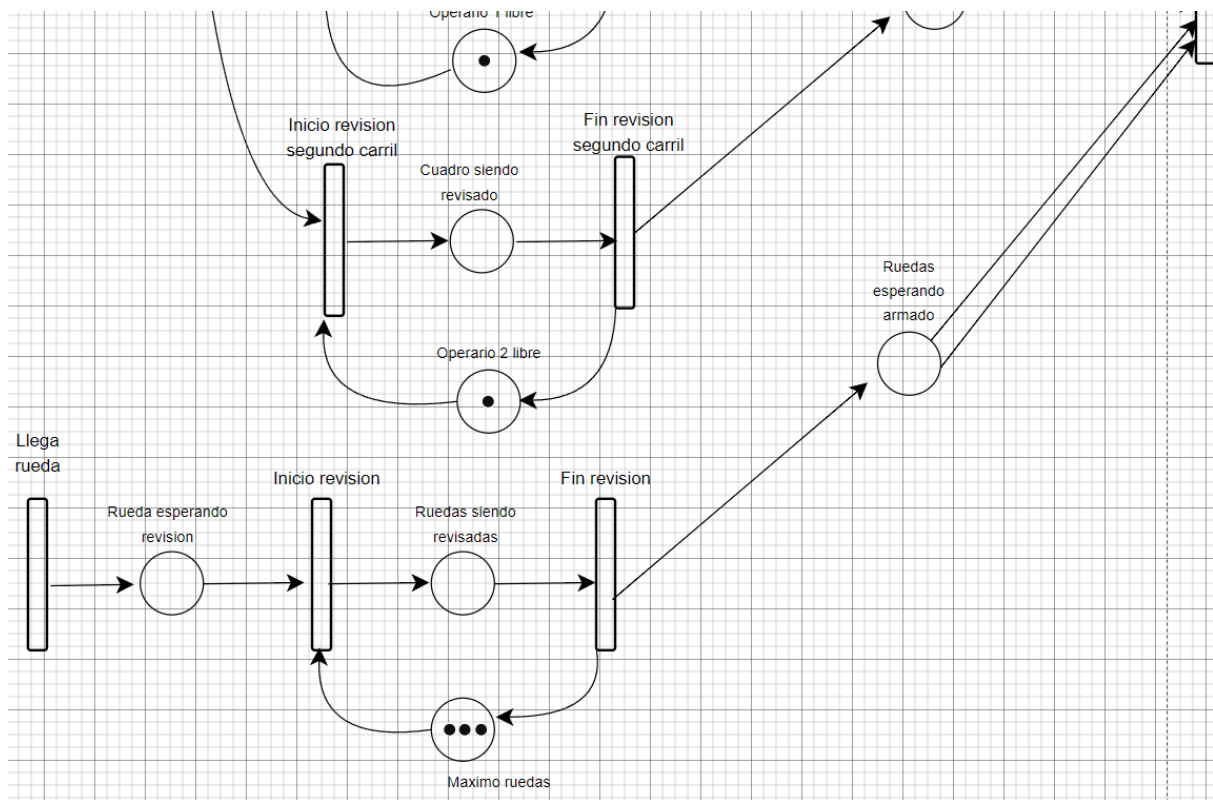 Operario 1 libre
Inicio revision
segundo carril
Fin revision
segundo carril
Cuadro siendo
revisado
Ruedas
esperando
armado
Operario 2 libre
Llega
rueda
Inicio revision
Fin revision
Rueda esperando
revision
Ruedas siendo
revisadas
Maximo ruedas